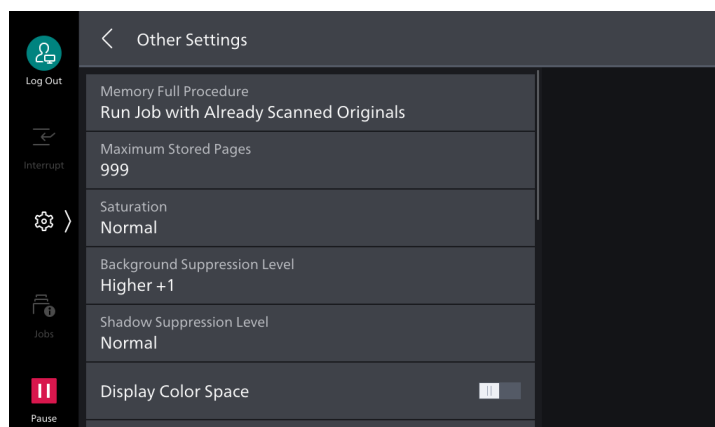 Other Settings
Log Out
Memory Full Procedure
Run Job with Already Scanned Originals
Interrupt
Maximum Stored Pages
999
Saturation
Normal
Background Suppression Level
Higher +1
Jobs
Shadow Suppression Level
Normal
Display Color Space
Pause